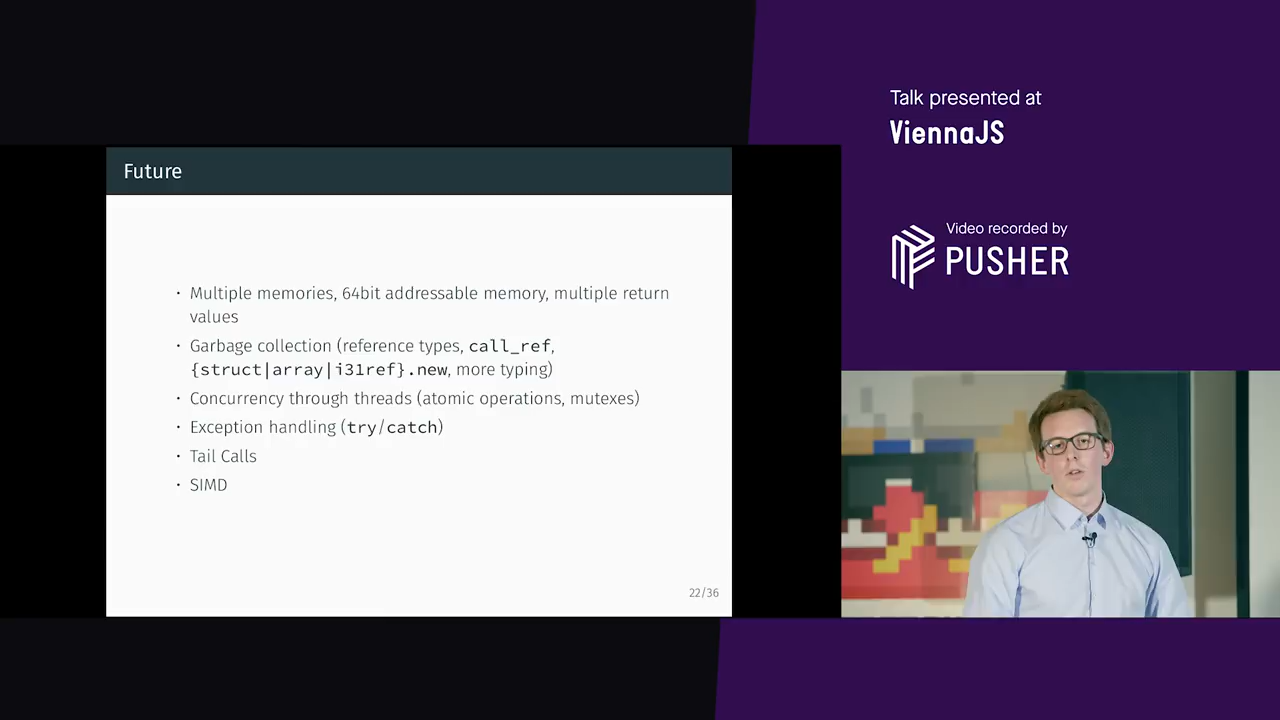 Talk presented at
ViennaJS
Video recorded by
PUSHER
Future
· Multiple memories, 64bit addressable memory, multiple return
values
· Garbage collection (reference types, call_ref,
{struct|array|i31ref}.new, more typing)
· Concurrency through threads (atomic operations, mutexes)
· Exception handling (try/catch)
· Tail Calls
· SIMD
22/36